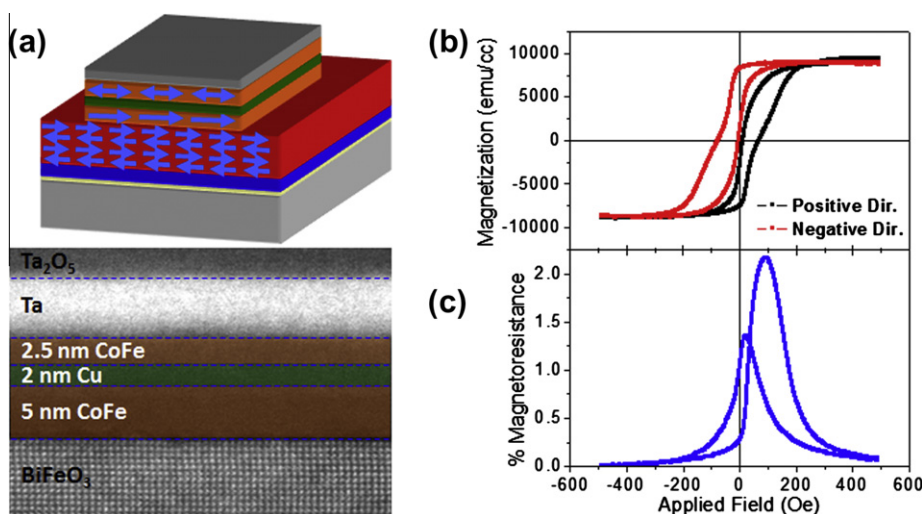 (a)
Ta2O5
Ta
2.5 nm CoFe
2 nm Cu
5 nm CoFe
BiFeO3
(b)
Magnetization (emu/cc)
10000
5000
0
-5000
-10000
Positive Dir.
Negative Dir.
(c)
% Magnetoresistance
2.0
1.5
1.0
0.5
0.0
-600 -400 -200 0 200 400 600
Applied Field (Oe)